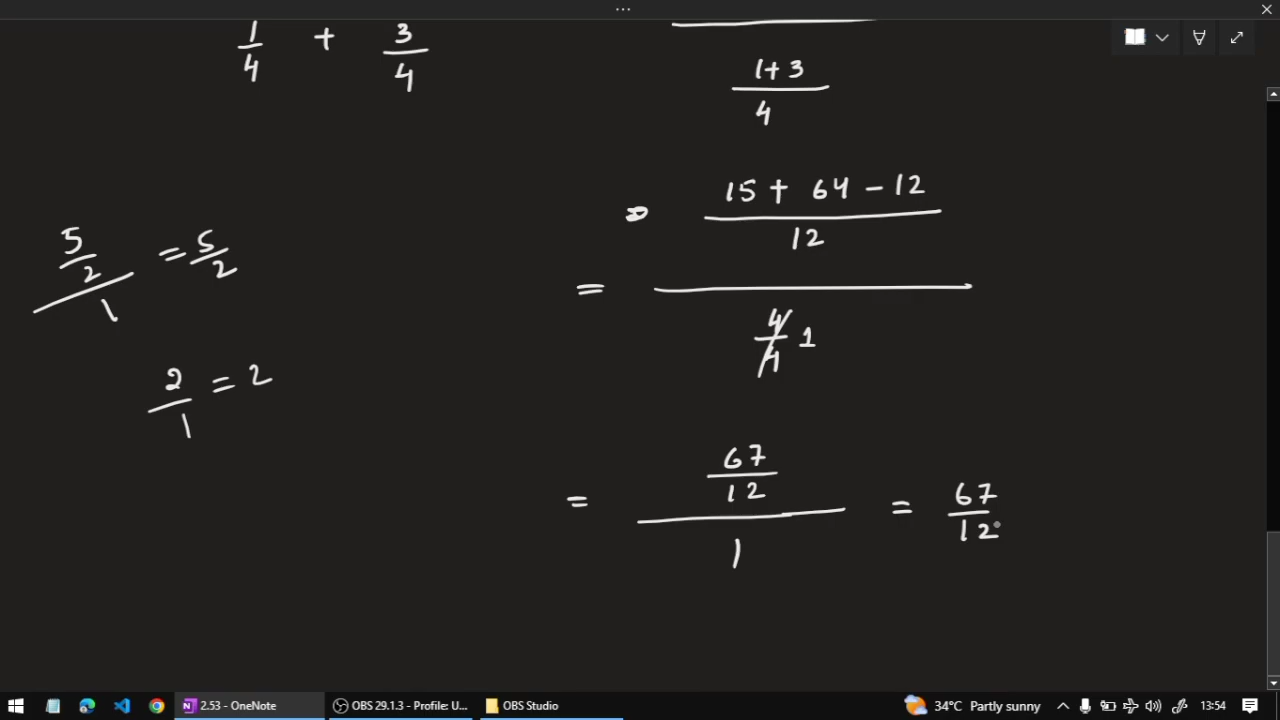 1/4 + 3/4
1+3
4
15 + 64 - 12
12
=
4/4 1
5/2/1 = 5/2
2/1 = 2
= 67/12/1 = 67/12
2.53 - OneNote
OBS 29.1.3 - Profile: U...
OBS Studio
34°C Partly sunny
13:54